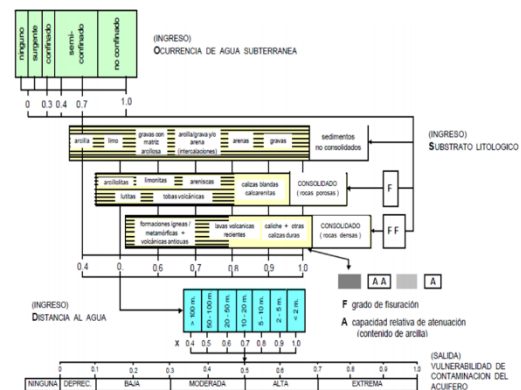 ninguno
surgente
confinado
semi-
confinado
no confinado
(INGRESO)
OCURRENCIA DE AGUA SUBTERRANEA
0 0.3 0.4 0.7 1.0
arcilla
limo
gravas con
matriz
arcillosa
arcilla/grava y/o
arena
(intercalaciones)
arenas
gravas
sedimentos
no consolidados
(INGRESO)
SUBSTRATO LITOLOGICO
arcillolitas
limonitas
areniscas
lutitas
tobas volcánicas
calizas blandas
calcarenitas
CONSOLIDADO
(rocas porosas)
F
formaciones ígneas /
metamórficas +
volcánicas antiguas
lavas volcanicas
recientes
caliche + otras
calizas duras
CONSOLIDADO
(rocas densas)
F F
0.4 0. 0.6 0.7 0.8 0.9 1.0
A A
A
F grado de fisuración
A capacidad relativa de atenuación
(contenido de arcilla)
(INGRESO)
DISTANCIA AL AGUA
> 100 m.
50 - 100 m.
20 - 50 m.
10 - 20 m.
5 - 10 m.
2 - 5 m.
< 2 m.
X 0.4 0.5 0.6 0.7 0.8 0.9 1.0
(SALIDA)
VULNERABILIDAD DE
CONTAMINACION DEL
ACUIFERO
0 0.1 0.2 0.3 0.4 0.5 0.6 0.7 0.8 0.9 1.0
NINGUNA DEPREC. BAJA MODERADA ALTA EXTREMA